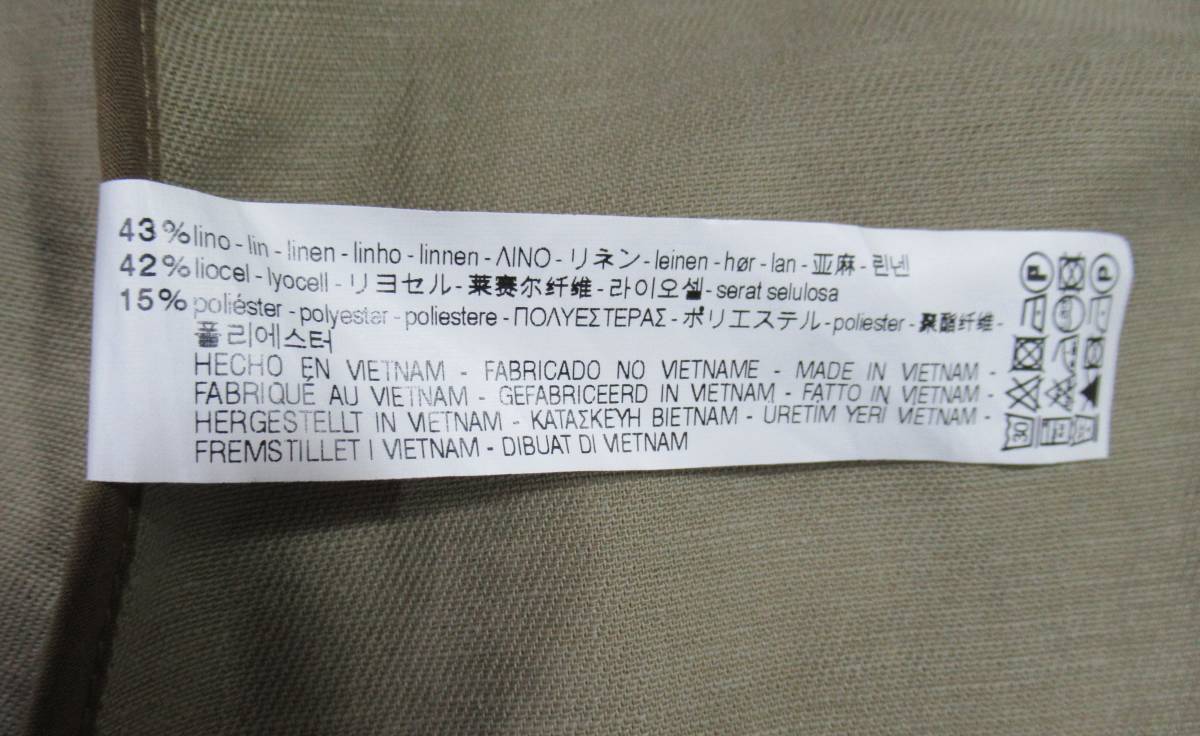 43% lino - lin - linen - linho - linnen - ΛΙΝΟ - リネン - leinen - hør - lan - 亚麻 - 린넨
42% liocel - lyocell - リヨセル - 莱赛尔纤维 - 라이오셀 - serat selulosa
15% poliéster - polyester - poliestere - ΠΟΛΥΕΣΤΕΡΑΣ - ポリエステル - poliester - 聚酯纤维 -
폴리에스터
HECHO EN VIETNAM - FABRICADO NO VIETNAME - MADE IN VIETNAM -
FABRIQUÉ AU VIETNAM - GEFABRICEERD IN VIETNAM - FATTO IN VIETNAM -
HERGESTELLT IN VIETNAM - ΚΑΤΑΣΚΕΥΗ ΒΙΕΤΝΑΜ - ÜRETIM YERI VIETNAM -
FREMSTILLET I VIETNAM - DIBUAT DI VIETNAM
P P
30